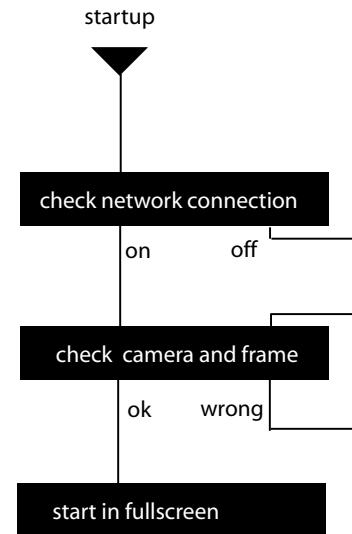 startup
check network connection
on
off
check camera and frame
ok
wrong
start in fullscreen